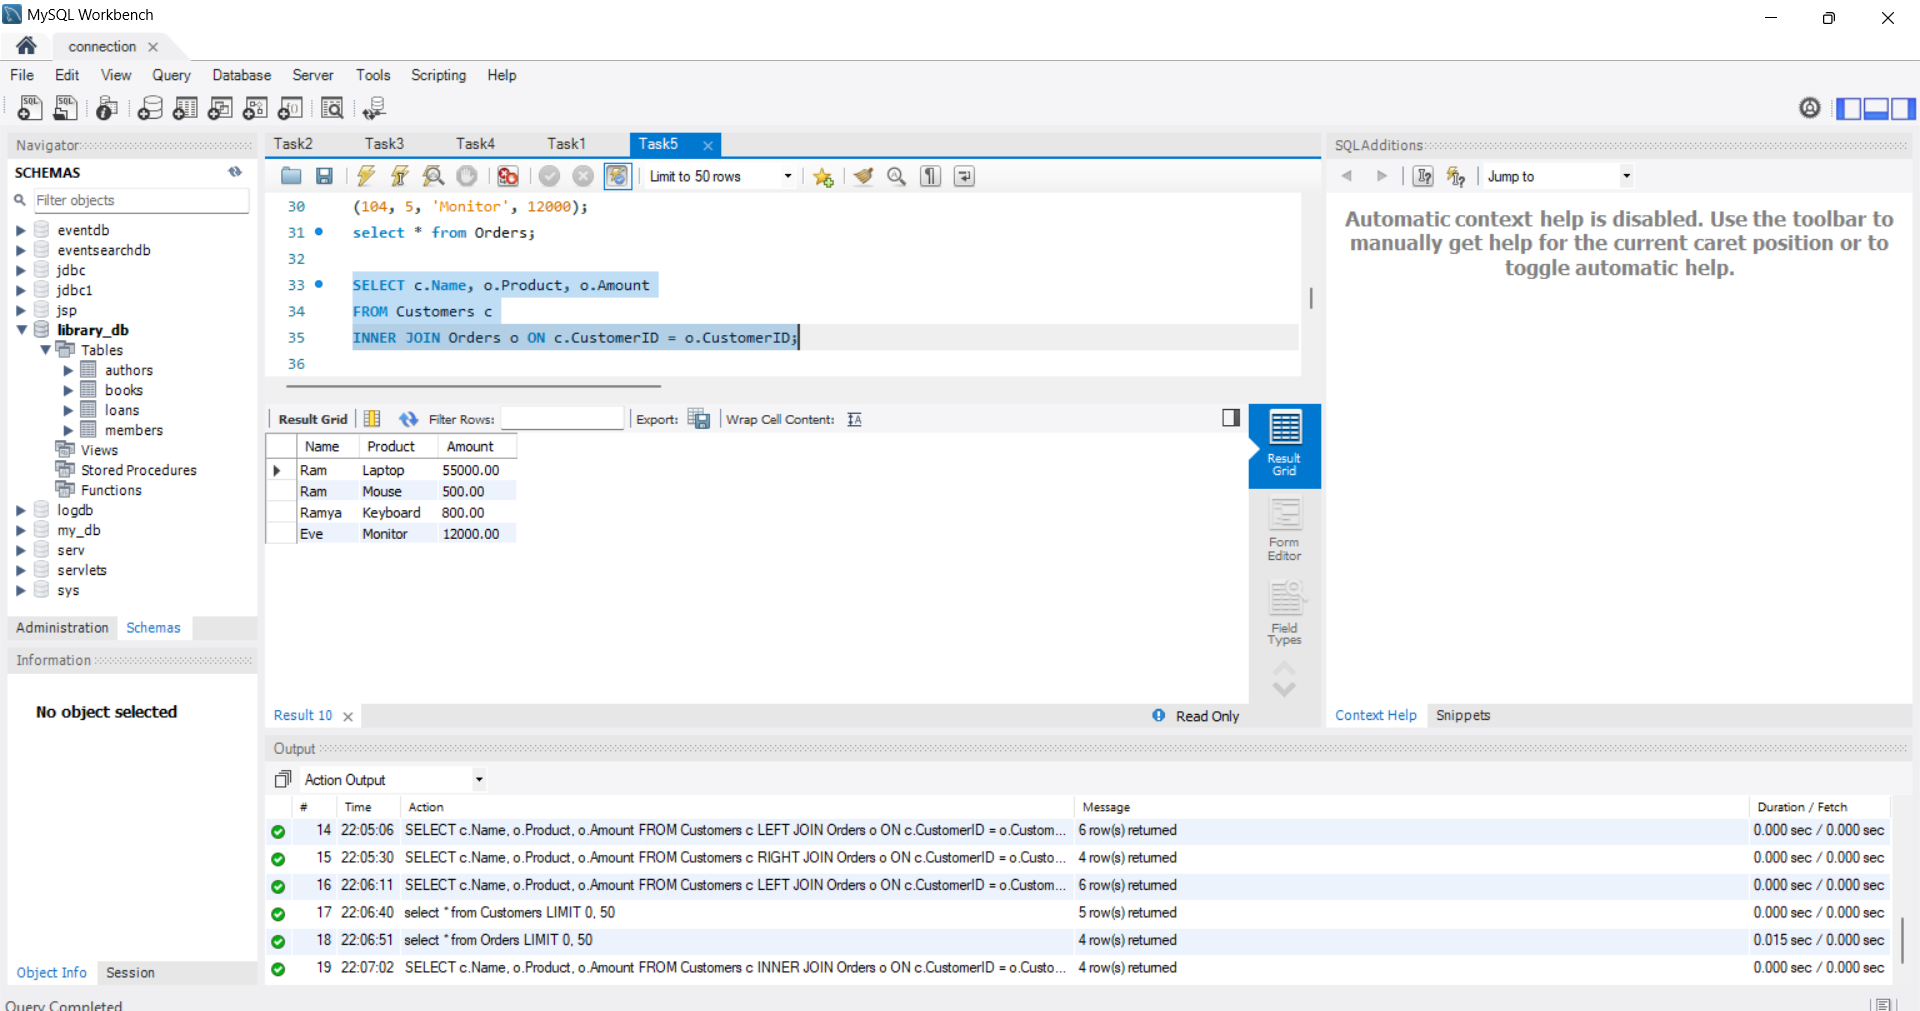 MySQL Workbench
connection
File Edit View Query Database Server Tools Scripting Help
Navigator
SCHEMAS
Filter objects
eventdb
eventsearchdb
jdbc
jdbc1
jsp
library_db
Tables
authors
books
loans
members
Views
Stored Procedures
Functions
logdb
my_db
serv
servlets
sys
Administration Schemas
Information
No object selected
Object Info Session
Query Completed
Task2 Task3 Task4 Task1 Task5
Limit to 50 rows
30 (104, 5, 'Monitor', 12000);
31 select * from Orders;
32
33 SELECT c.Name, o.Product, o.Amount
34 FROM Customers c
35 INNER JOIN Orders o ON c.CustomerID = o.CustomerID;
36
Result Grid Filter Rows: Export: Wrap Cell Content:
Name Product Amount
Ram Laptop 55000.00
Ram Mouse 500.00
Ramya Keyboard 800.00
Eve Monitor 12000.00
Result
Grid
Form
Editor
Field
Types
Result 10 Read Only
SQLAdditions
Jump to
Automatic context help is disabled. Use the toolbar to
manually get help for the current caret position or to
toggle automatic help.
Context Help Snippets
Output
Action Output
# Time Action Message Duration / Fetch
14 22:05:06 SELECT c.Name, o.Product, o.Amount FROM Customers c LEFT JOIN Orders o ON c.CustomerID = o.Custom... 6 row(s) returned 0.000 sec / 0.000 sec
15 22:05:30 SELECT c.Name, o.Product, o.Amount FROM Customers c RIGHT JOIN Orders o ON c.CustomerID = o.Custo... 4 row(s) returned 0.000 sec / 0.000 sec
16 22:06:11 SELECT c.Name, o.Product, o.Amount FROM Customers c LEFT JOIN Orders o ON c.CustomerID = o.Custom... 6 row(s) returned 0.000 sec / 0.000 sec
17 22:06:40 select * from Customers LIMIT 0, 50 5 row(s) returned 0.000 sec / 0.000 sec
18 22:06:51 select * from Orders LIMIT 0, 50 4 row(s) returned 0.015 sec / 0.000 sec
19 22:07:02 SELECT c.Name, o.Product, o.Amount FROM Customers c INNER JOIN Orders o ON c.CustomerID = o.Custo... 4 row(s) returned 0.000 sec / 0.000 sec